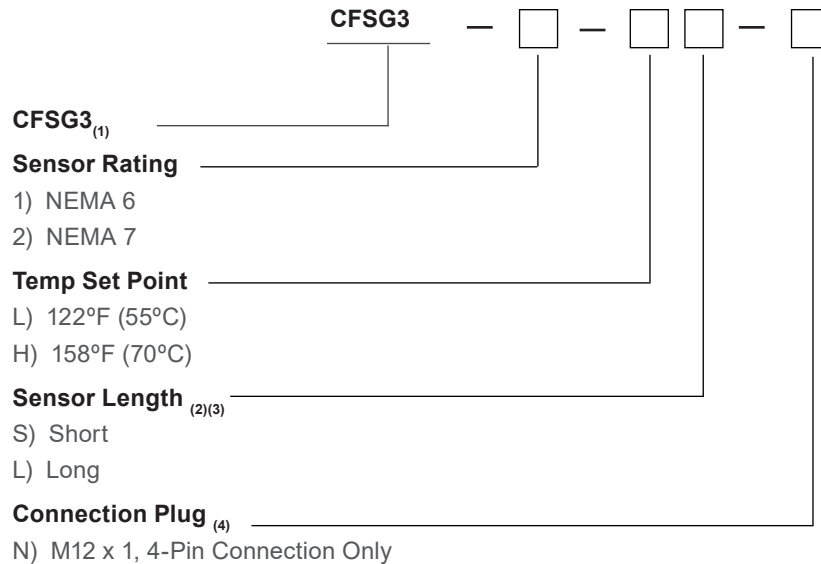 CFSG3 — □ — □ □ — □
CFSG3(1)
Sensor Rating
1) NEMA 6
2) NEMA 7
Temp Set Point
L) 122ºF (55ºC)
H) 158ºF (70ºC)
Sensor Length (2)(3)
S) Short
L) Long
Connection Plug (4)
N) M12 x 1, 4-Pin Connection Only